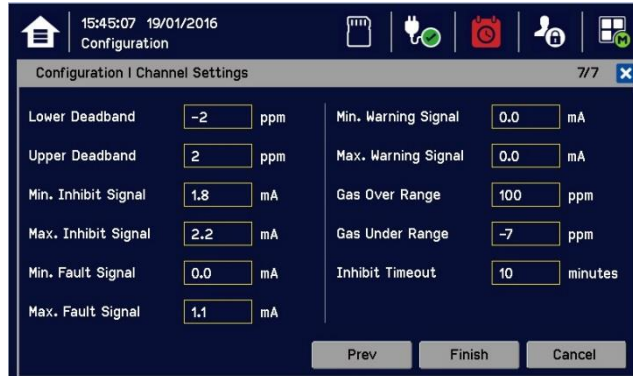 15:45:07 19/01/2016
Configuration
M
Configuration | Channel Settings 7/7
Lower Deadband -2 ppm
Upper Deadband 2 ppm
Min. Inhibit Signal 1.8 mA
Max. Inhibit Signal 2.2 mA
Min. Fault Signal 0.0 mA
Max. Fault Signal 1.1 mA
Min. Warning Signal 0.0 mA
Max. Warning Signal 0.0 mA
Gas Over Range 100 ppm
Gas Under Range -7 ppm
Inhibit Timeout 10 minutes
Prev Finish Cancel